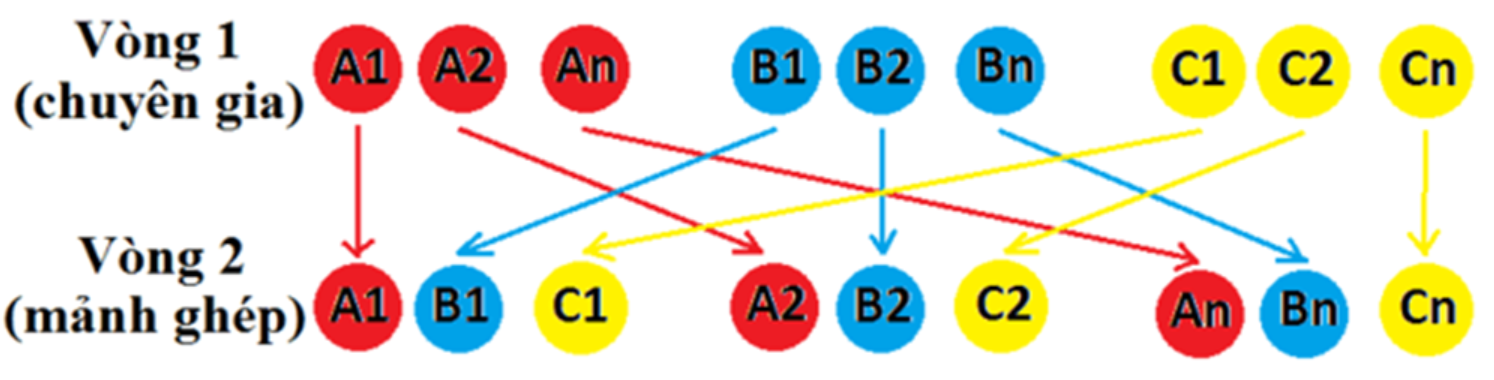 Vòng 1
(chuyên gia)
A1 A2 An B1 B2 Bn C1 C2 Cn
Vòng 2
(mảnh ghép)
A1 B1 C1 A2 B2 C2 An Bn Cn